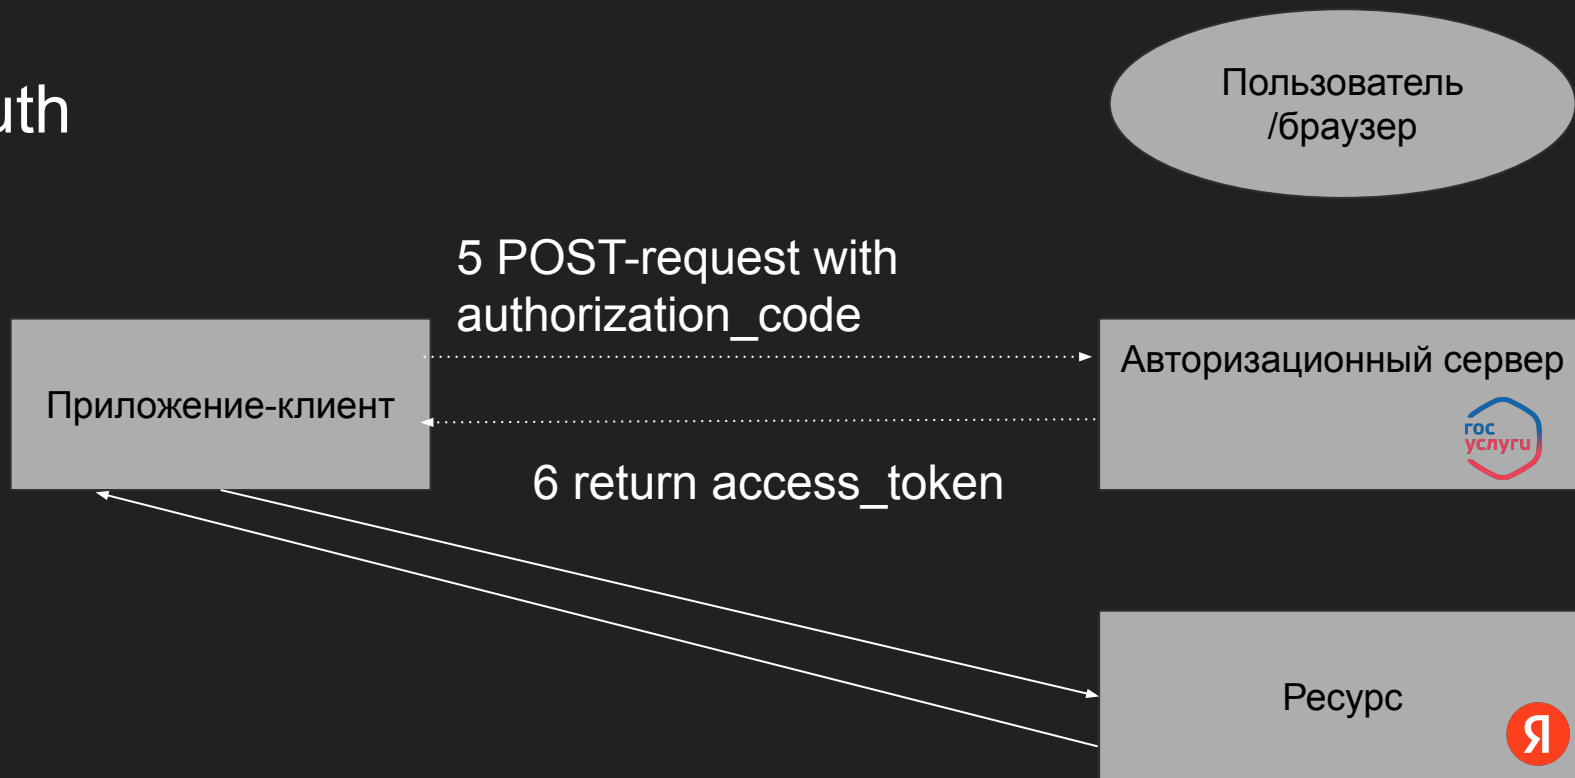 uth
Пользователь
/браузер
5 POST-request with
authorization_code
Приложение-клиент
Авторизационный сервер
гос
услуги
6 return access_token
Ресурс
Я